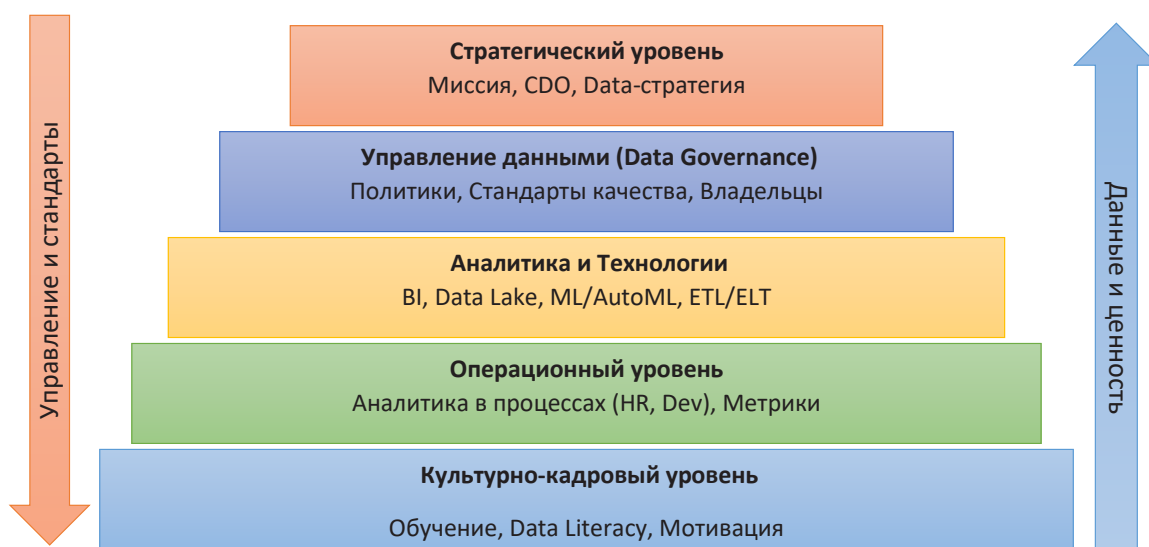 Стратегический уровень
Миссия, CDO, Data-стратегия
Управление данными (Data Governance)
Политики, Стандарты качества, Владельцы
Аналитика и Технологии
BI, Data Lake, ML/AutoML, ETL/ELT
Операционный уровень
Аналитика в процессах (HR, Dev), Метрики
Культурно-кадровый уровень
Обучение, Data Literacy, Мотивация
Управление и стандарты
Данные и ценность